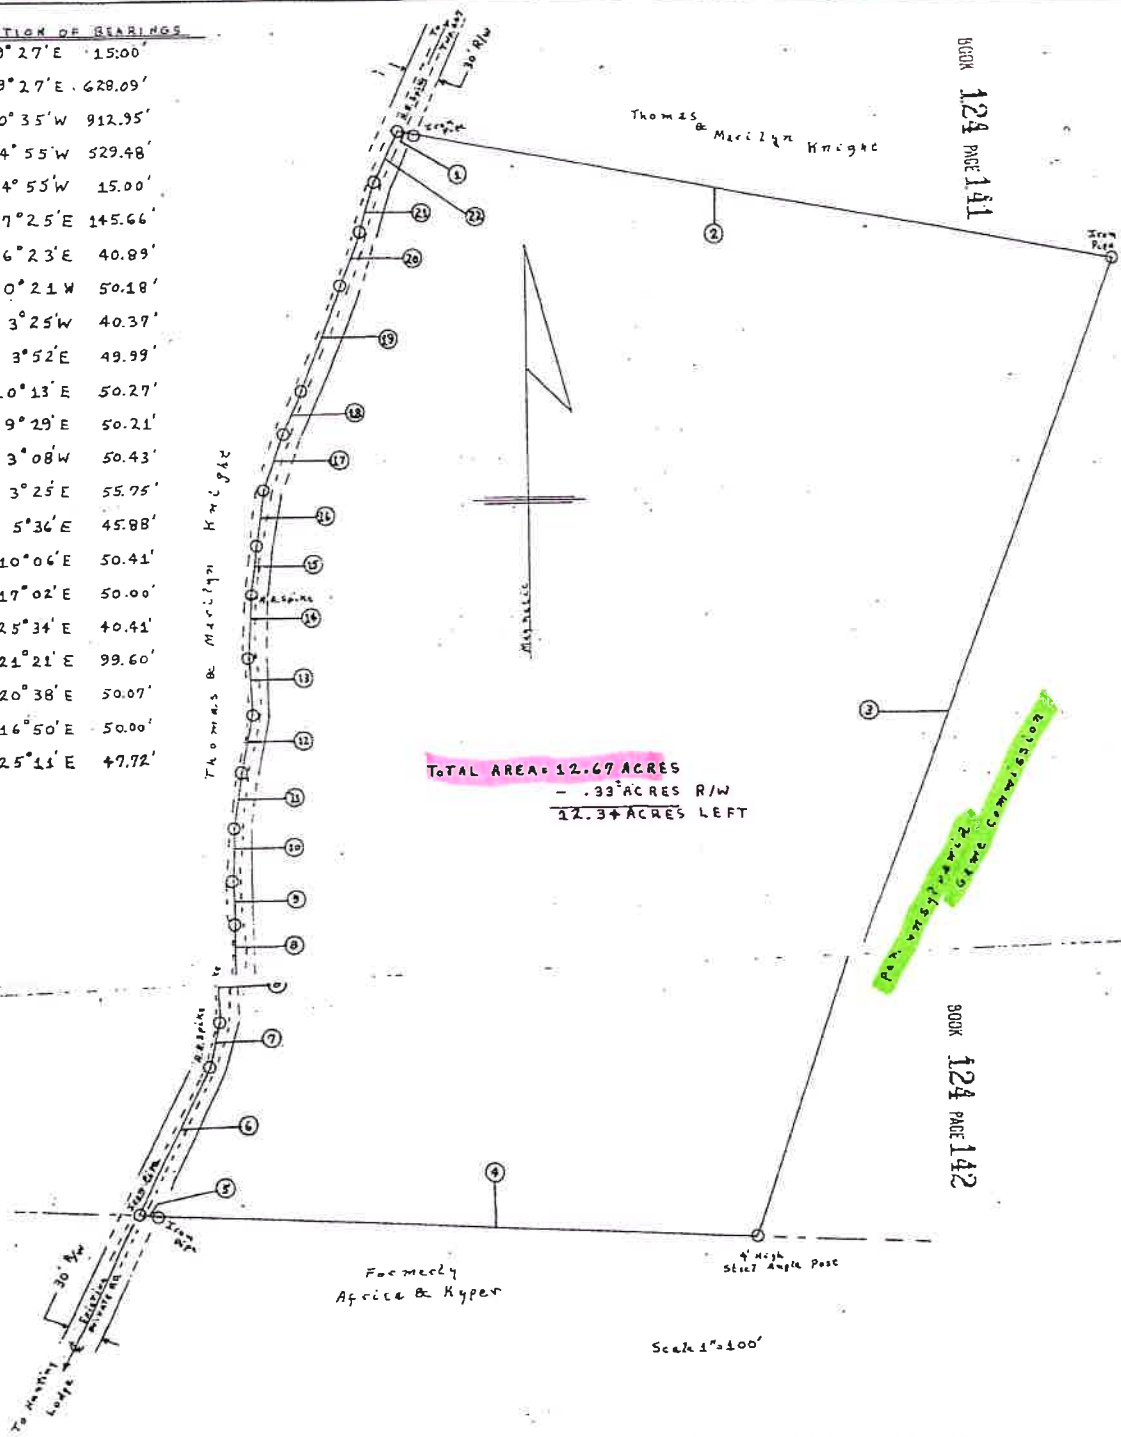 TION OF BEARINGS
9°27'E 15.00'
9°27'E 628.09'
0°35'W 912.95'
4°55'W 529.48'
4°55'W 15.00'
7°25'E 145.66'
6°23'E 40.89'
0°21'W 50.18'
3°25'W 40.37'
3°52'E 49.99'
10°13'E 50.27'
9°29'E 50.21'
3°08'W 50.43'
3°25'E 55.75'
5°36'E 45.88'
10°06'E 50.41'
17°02'E 50.00'
25°34'E 40.41'
21°21'E 99.60'
20°38'E 50.07'
16°50'E 50.00'
25°11'E 47.72'
30' R/W
R.R. Spike
Iron Pipe
Thomas
&
Marilyn Knight
BOOK 124 PAGE 141
Iron
Pipe
1
22
2
21
20
19
18
17
16
15
R.R. Spike
14
13
12
11
10
9
8
7
6
5
4
3
Thomas & Marilyn Knight
Magnetic
TOTAL AREA= 12.67 ACRES
- .33± ACRES R/W
12.34 ACRES LEFT
Pennsylvania
Game Commission
R.R. Spike
Iron Pipe
BOOK 124 PAGE 142
4' High
Steel Angle Post
Formerly
Africa & Kyper
30' R/W
Existing
Private RD
To Hunting
Lodge
Scale 1"=100'